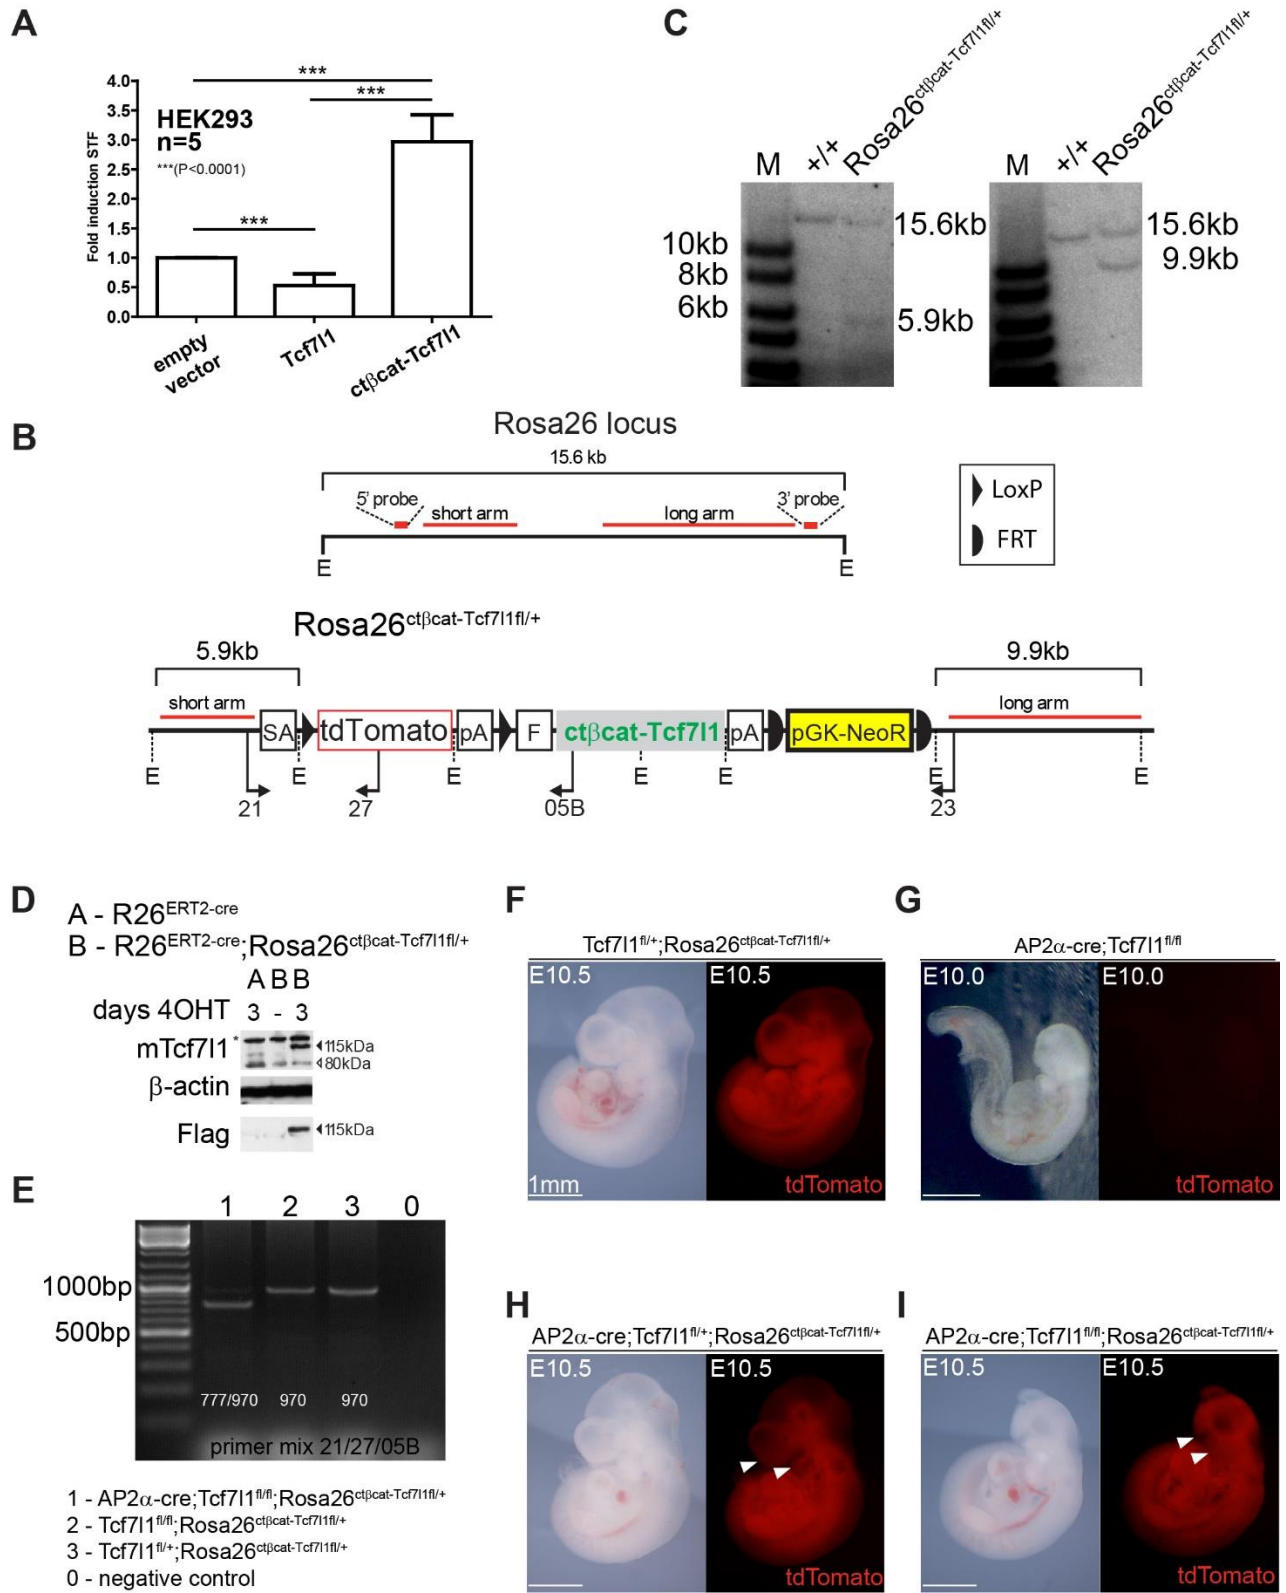 A
Fold induction STF
4.0
3.5
3.0
2.5
2.0
1.5
1.0
0.5
0.0
HEK293
n=5
***(P<0.0001)
***
***
***
empty vector
Tcf7l1
ctβcat-Tcf7l1
C
M
+/+
Rosa26ctβcat-Tcf7l1fl/+
10kb
8kb
6kb
15.6kb
5.9kb
M
+/+
Rosa26ctβcat-Tcf7l1fl/+
15.6kb
9.9kb
B
Rosa26 locus
15.6 kb
5' probe
short arm
long arm
3' probe
E
E
LoxP
FRT
Rosa26ctβcat-Tcf7l1fl/+
5.9kb
9.9kb
short arm
long arm
SA
tdTomato
pA
F
ctβcat-Tcf7l1
pA
pGK-NeoR
E
E
E
E
E
E
E
21
27
05B
23
D
A - R26ERT2-cre
B - R26ERT2-cre;Rosa26ctβcat-Tcf7l1fl/+
A B B
days 4OHT 3 - 3
mTcf7l1
*
115kDa
80kDa
β-actin
Flag
115kDa
E
1 2 3 0
1000bp
500bp
777/970 970 970
primer mix 21/27/05B
1 - AP2α-cre;Tcf7l1fl/fl;Rosa26ctβcat-Tcf7l1fl/+
2 - Tcf7l1fl/fl;Rosa26ctβcat-Tcf7l1fl/+
3 - Tcf7l1fl/+;Rosa26ctβcat-Tcf7l1fl/+
0 - negative control
F
Tcf7l1fl/+;Rosa26ctβcat-Tcf7l1fl/+
E10.5
E10.5
1mm
tdTomato
G
AP2α-cre;Tcf7l1fl/fl
E10.0
E10.0
tdTomato
H
AP2α-cre;Tcf7l1fl/+;Rosa26ctβcat-Tcf7l1fl/+
E10.5
E10.5
tdTomato
I
AP2α-cre;Tcf7l1fl/fl;Rosa26ctβcat-Tcf7l1fl/+
E10.5
E10.5
tdTomato